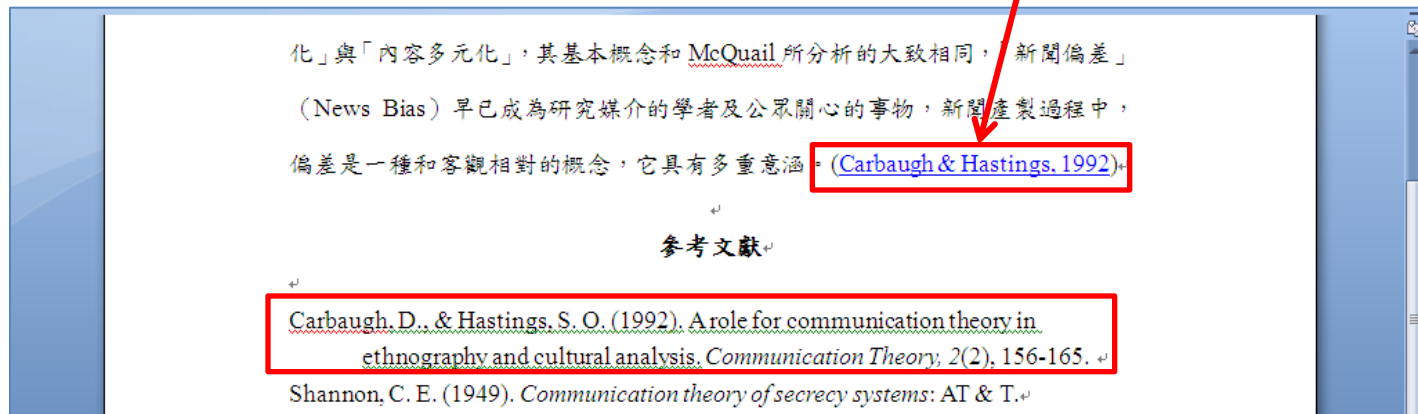 化」與「內容多元化」，其基本概念和 McQuail 所分析的大致相同，「新聞偏差」
（News Bias）早已成為研究媒介的學者及公眾關心的事物，新聞產製過程中，
偏差是一種和客觀相對的概念，它具有多重意涵。(Carbaugh & Hastings, 1992)
參考文獻
Carbaugh, D., & Hastings, S. O. (1992). A role for communication theory in
ethnography and cultural analysis. Communication Theory, 2(2), 156-165.
Shannon, C. E. (1949). Communication theory of secrecy systems: AT & T.